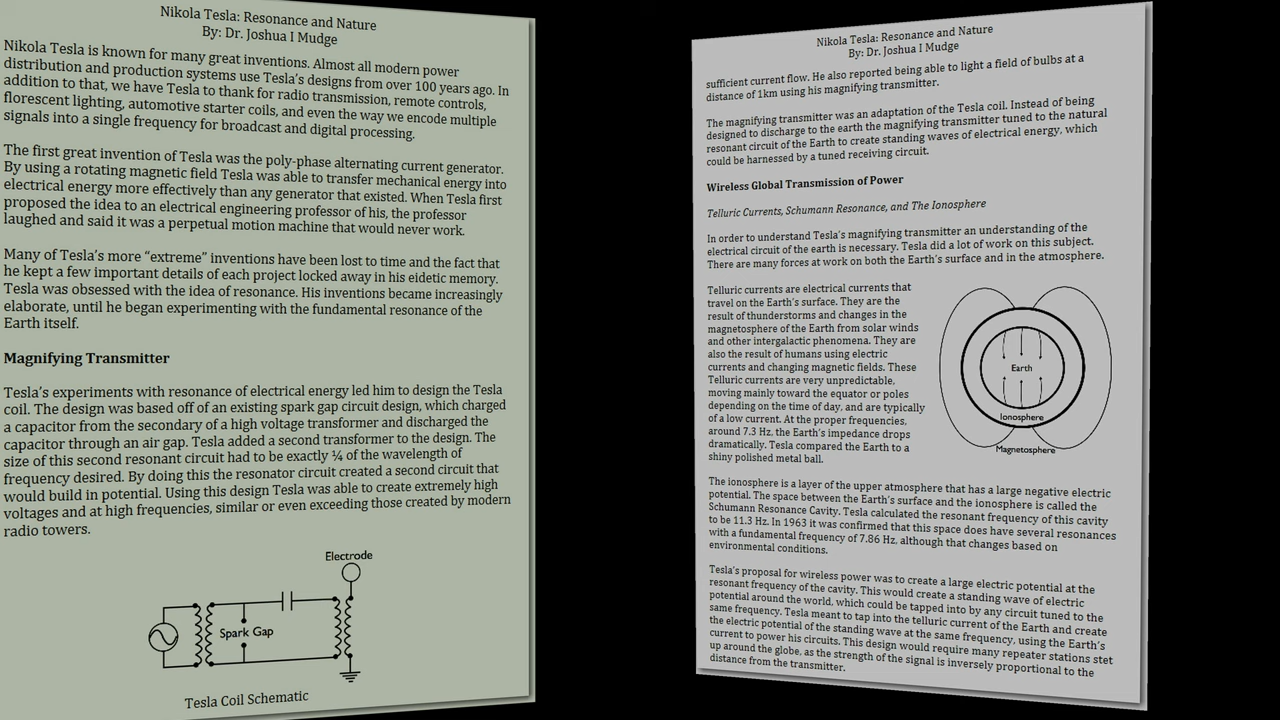 Nikola Tesla: Resonance and Nature
By: Dr. Joshua I Mudge
Nikola Tesla is known for many great inventions. Almost all modern power
distribution and production systems use Tesla's designs from over 100 years ago. In
addition to that, we have Tesla to thank for radio transmission, remote controls,
florescent lighting, automotive starter coils, and even the way we encode multiple
signals into a single frequency for broadcast and digital processing.
The first great invention of Tesla was the poly-phase alternating current generator.
By using a rotating magnetic field Tesla was able to transfer mechanical energy into
electrical energy more effectively than any generator that existed. When Tesla first
proposed the idea to an electrical engineering professor of his, the professor
laughed and said it was a perpetual motion machine that would never work.
Many of Tesla's more “extreme” inventions have been lost to time and the fact that
he kept a few important details of each project locked away in his eidetic memory.
Tesla was obsessed with the idea of resonance. His inventions became increasingly
elaborate, until he began experimenting with the fundamental resonance of the
Earth itself.
Magnifying Transmitter
Tesla's experiments with resonance of electrical energy led him to design the Tesla
coil. The design was based off of an existing spark gap circuit design, which charged
a capacitor from the secondary of a high voltage transformer and discharged the
capacitor through an air gap. Tesla added a second transformer to the design. The
size of this second resonant circuit had to be exactly ¼ of the wavelength of
frequency desired. By doing this the resonator circuit created a second circuit that
would build in potential. Using this design Tesla was able to create extremely high
voltages and at high frequencies, similar or even exceeding those created by modern
radio towers.
Electrode
Spark Gap
Tesla Coil Schematic
Nikola Tesla: Resonance and Nature
By: Dr. Joshua I Mudge
sufficient current flow. He also reported being able to light a field of bulbs at a
distance of 1km using his magnifying transmitter.
The magnifying transmitter was an adaptation of the Tesla coil. Instead of being
designed to discharge to the earth the magnifying transmitter tuned to the natural
resonant circuit of the Earth to create standing waves of electrical energy, which
could be harnessed by a tuned receiving circuit.
Wireless Global Transmission of Power
Telluric Currents, Schumann Resonance, and The Ionosphere
In order to understand Tesla's magnifying transmitter an understanding of the
electrical circuit of the earth is necessary. Tesla did a lot of work on this subject.
There are many forces at work on both the Earth's surface and in the atmosphere.
Telluric currents are electrical currents that
travel on the Earth's surface. They are the
result of thunderstorms and changes in the
magnetosphere of the Earth from solar winds
and other intergalactic phenomena. They are
also the result of humans using electric
currents and changing magnetic fields. These
Telluric currents are very unpredictable,
moving mainly toward the equator or poles
depending on the time of day, and are typically
of a low current. At the proper frequencies,
around 7.3 Hz, the Earth's impedance drops
dramatically. Tesla compared the Earth to a
shiny polished metal ball.
Earth
Ionosphere
Magnetosphere
The ionosphere is a layer of the upper atmosphere that has a large negative electric
potential. The space between the Earth's surface and the ionosphere is called the
Schumann Resonance Cavity. Tesla calculated the resonant frequency of this cavity
to be 11.3 Hz. In 1963 it was confirmed that this space does have several resonances
with a fundamental frequency of 7.86 Hz, although that changes based on
environmental conditions.
Tesla's proposal for wireless power was to create a large electric potential at the
resonant frequency of the cavity. This would create a standing wave of electric
potential around the world, which could be tapped into by any circuit tuned to the
same frequency. Tesla meant to tap into the telluric current of the Earth and create
the electric potential of the standing wave at the same frequency, using the Earth's
current to power his circuits. This design would require many repeater stations stet
up around the globe, as the strength of the signal is inversely proportional to the
distance from the transmitter.